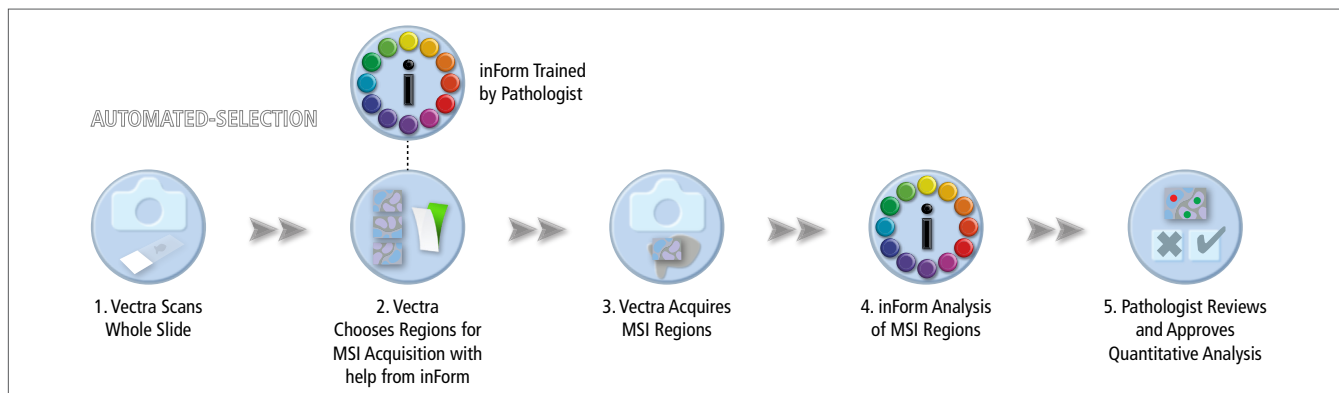 inForm Trained
by Pathologist
AUTOMATED-SELECTION
1. Vectra Scans
Whole Slide
2. Vectra
Chooses Regions for
MSI Acquisition with
help from inForm
3. Vectra Acquires
MSI Regions
4. inForm Analysis
of MSI Regions
5. Pathologist Reviews
and Approves
Quantitative Analysis